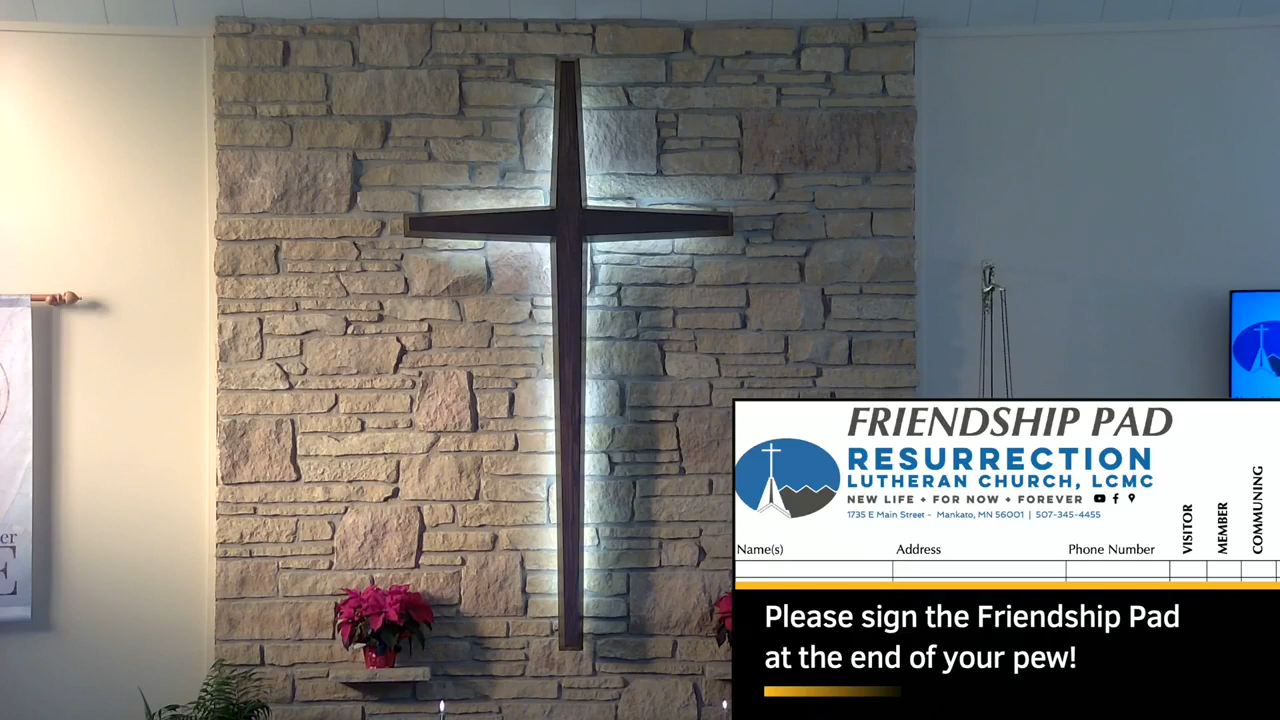 er
E
FRIENDSHIP PAD
RESURRECTION
LUTHERAN CHURCH, LCMC
NEW LIFE + FOR NOW + FOREVER
1735 E Main Street - Mankato, MN 56001 | 507-345-4455
Name(s) Address Phone Number VISITOR MEMBER COMMUNING
Please sign the Friendship Pad
at the end of your pew!